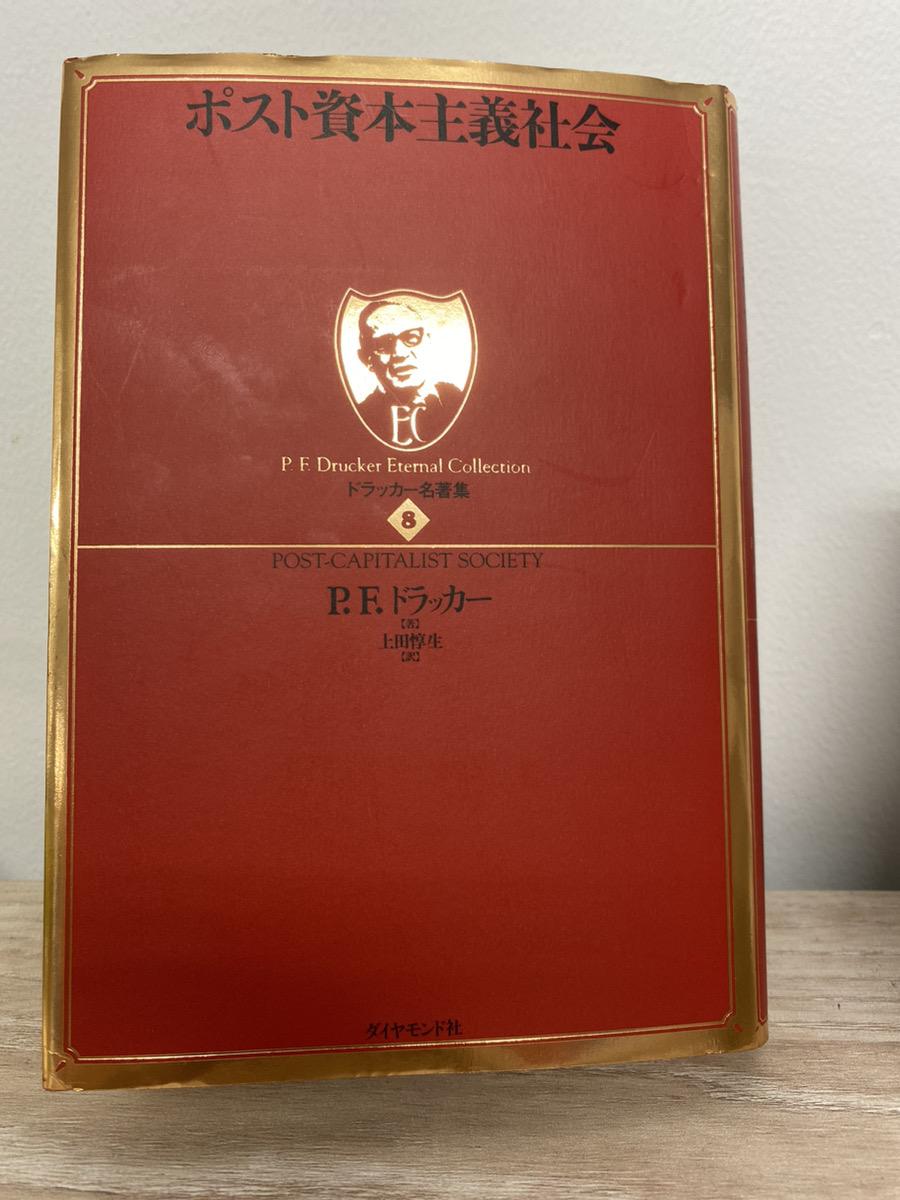 ポスト資本主義社会
EC
P. F. Drucker Eternal Collection
ドラッカー名著集
8
POST-CAPITALIST SOCIETY
P. F. ドラッカー
【著】
上田惇生
【訳】
ダイヤモンド社